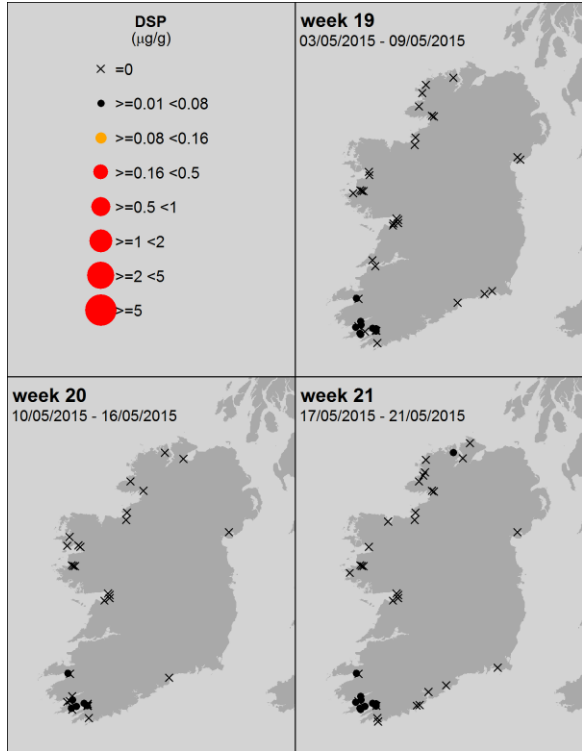 DSP
(μg/g)
=0
>=0.01 <0.08
>=0.08 <0.16
>=0.16 <0.5
>=0.5 <1
>=1 <2
>=2 <5
>=5
week 19
03/05/2015 - 09/05/2015
week 20
10/05/2015 - 16/05/2015
week 21
17/05/2015 - 21/05/2015